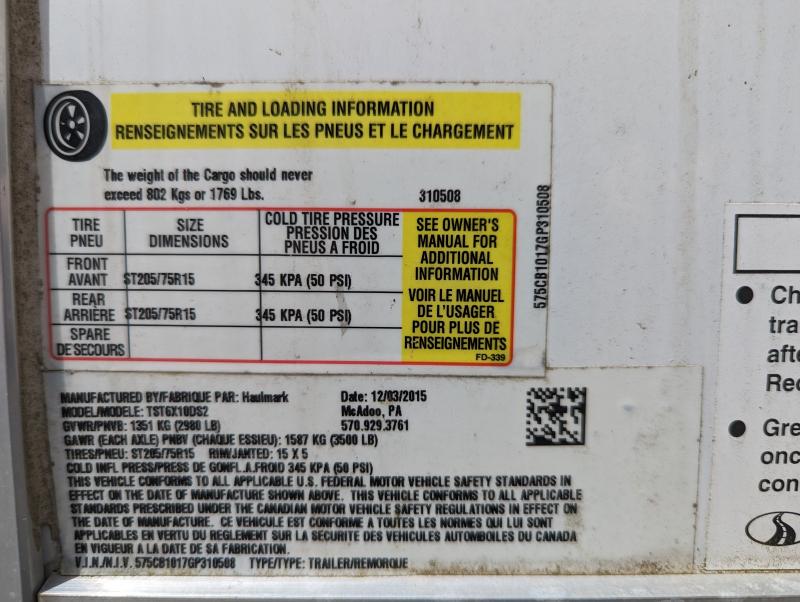 TIRE AND LOADING INFORMATION
RENSEIGNEMENTS SUR LES PNEUS ET LE CHARGEMENT
The weight of the Cargo should never
exceed 802 Kgs or 1769 Lbs.
310508
TIRE
PNEU
SIZE
DIMENSIONS
COLD TIRE PRESSURE
PRESSION DES
PNEUS A FROID
FRONT
AVANT
ST205/75R15
345 KPA (50 PSI)
REAR
ARRIÈRE
ST205/75R15
345 KPA (50 PSI)
SPARE
DE SECOURS
SEE OWNER'S
MANUAL FOR
ADDITIONAL
INFORMATION
VOIR LE MANUEL
DE L'USAGER
POUR PLUS DE
RENSEIGNEMENTS
FD-339
575CB1017GP310508
MANUFACTURED BY/FABRIQUE PAR: Haulmark
Date: 12/03/2015
MODEL/MODELE: TST6X10DS2
McAdoo, PA
GVWR/PNVB: 1351 KG (2980 LB)
570.929.3761
GAWR (EACH AXLE) PNBV (CHAQUE ESSIEU): 1587 KG (3500 LB)
TIRES/PNEU: ST205/75R15 RIM/JANTED: 15 X 5
COLD INFL PRESS/PRESS DE GONFL.A.FROID 345 KPA (50 PSI)
THIS VEHICLE CONFORMS TO ALL APPLICABLE U.S. FEDERAL MOTOR VEHICLE SAFETY STANDARDS IN
EFFECT ON THE DATE OF MANUFACTURE SHOWN ABOVE. THIS VEHICLE CONFORMS TO ALL APPLICABLE
STANDARDS PRESCRIBED UNDER THE CANADIAN MOTOR VEHICLE SAFETY REGULATIONS IN EFFECT ON
THE DATE OF MANUFACTURE. CE VEHICULE EST CONFORME A TOUTES LES NORMES QUI LUI SONT
APPLICABLES EN VERTU DU REGLEMENT SUR LA SÉCURITE DES VEHICULES AUTOMBOILES DU CANADA
EN VIGUEUR A LA DATE DE SA FABRICATION.
V.I.N./N.I.V. 575CB1017GP310508 TYPE/TYPE: TRAILER/REMORQUE
Ch
tra
afte
Rec
Gre
onc
con